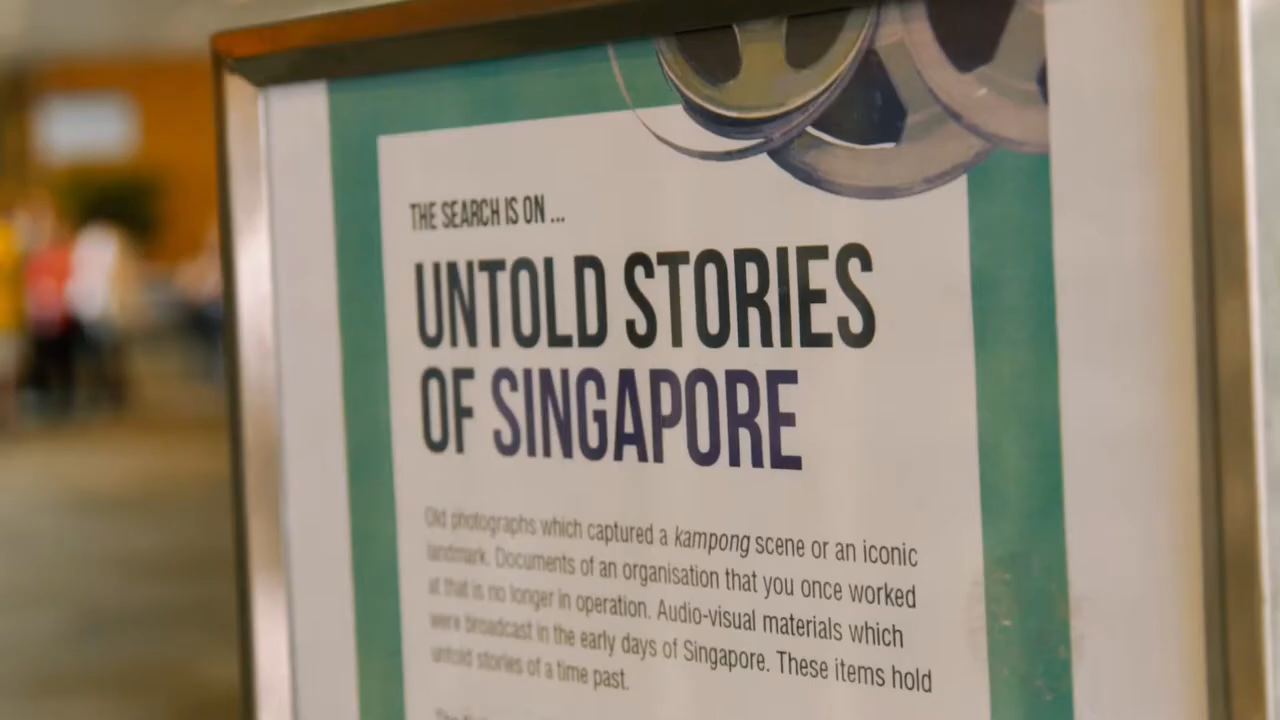 THE SEARCH IS ON ...
UNTOLD STORIES
OF SINGAPORE
Old photographs which captured a kampong scene or an iconic
landmark. Documents of an organisation that you once worked
at that is no longer in operation. Audio-visual materials which
were broadcast in the early days of Singapore. These items hold
untold stories of a time past.